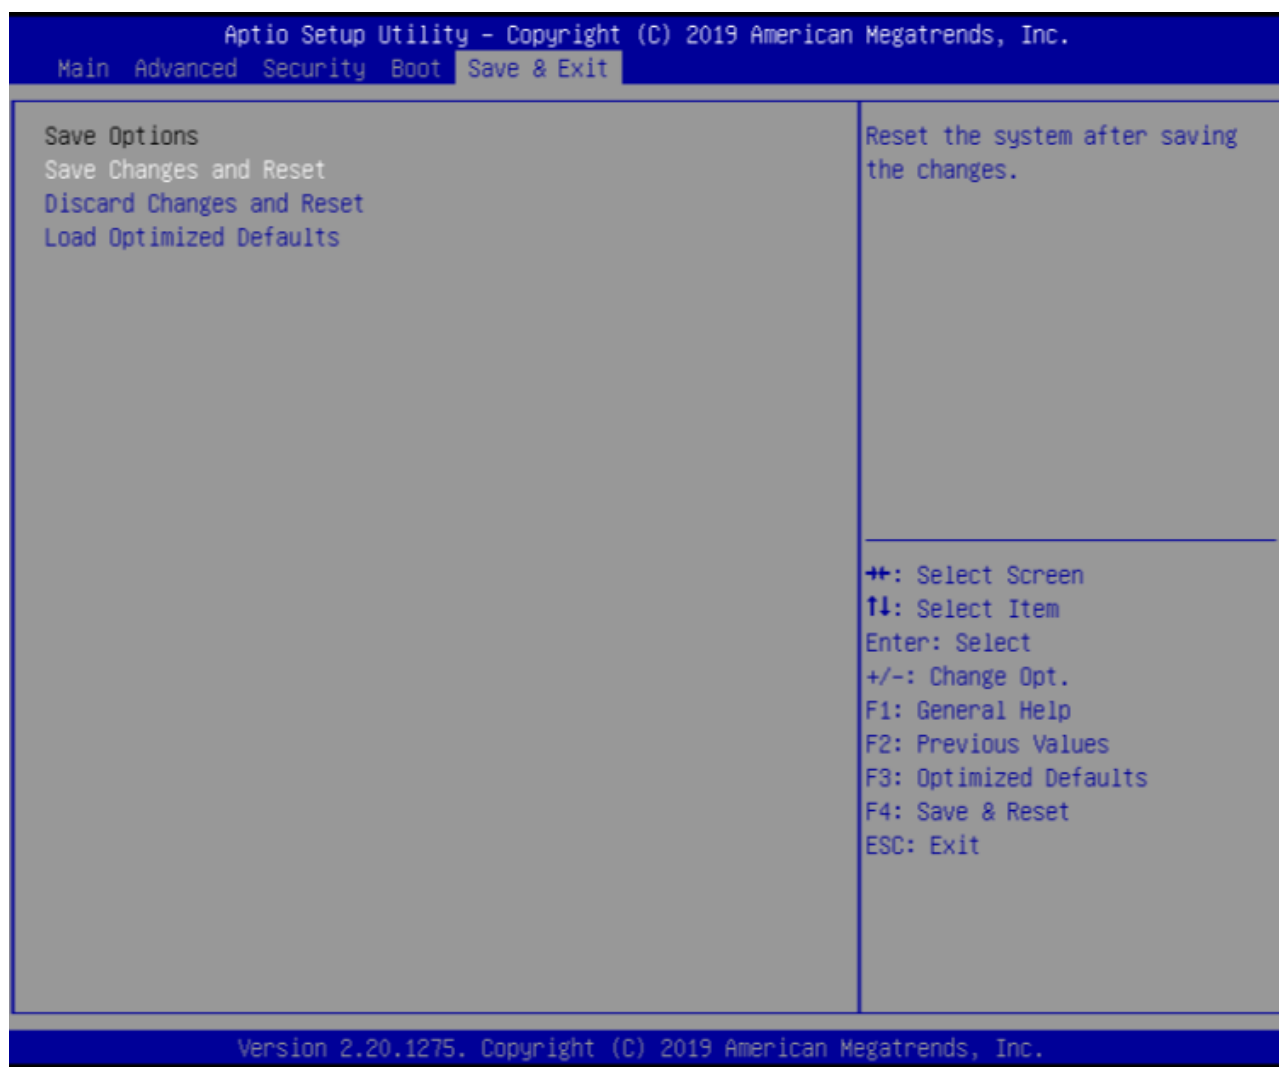 Aptio Setup Utility – Copyright (C) 2019 American Megatrends, Inc.
Main Advanced Security Boot Save & Exit
Save Options
Save Changes and Reset
Discard Changes and Reset
Load Optimized Defaults
Reset the system after saving
the changes.
→←: Select Screen
↑↓: Select Item
Enter: Select
+/-: Change Opt.
F1: General Help
F2: Previous Values
F3: Optimized Defaults
F4: Save & Reset
ESC: Exit
Version 2.20.1275. Copyright (C) 2019 American Megatrends, Inc.